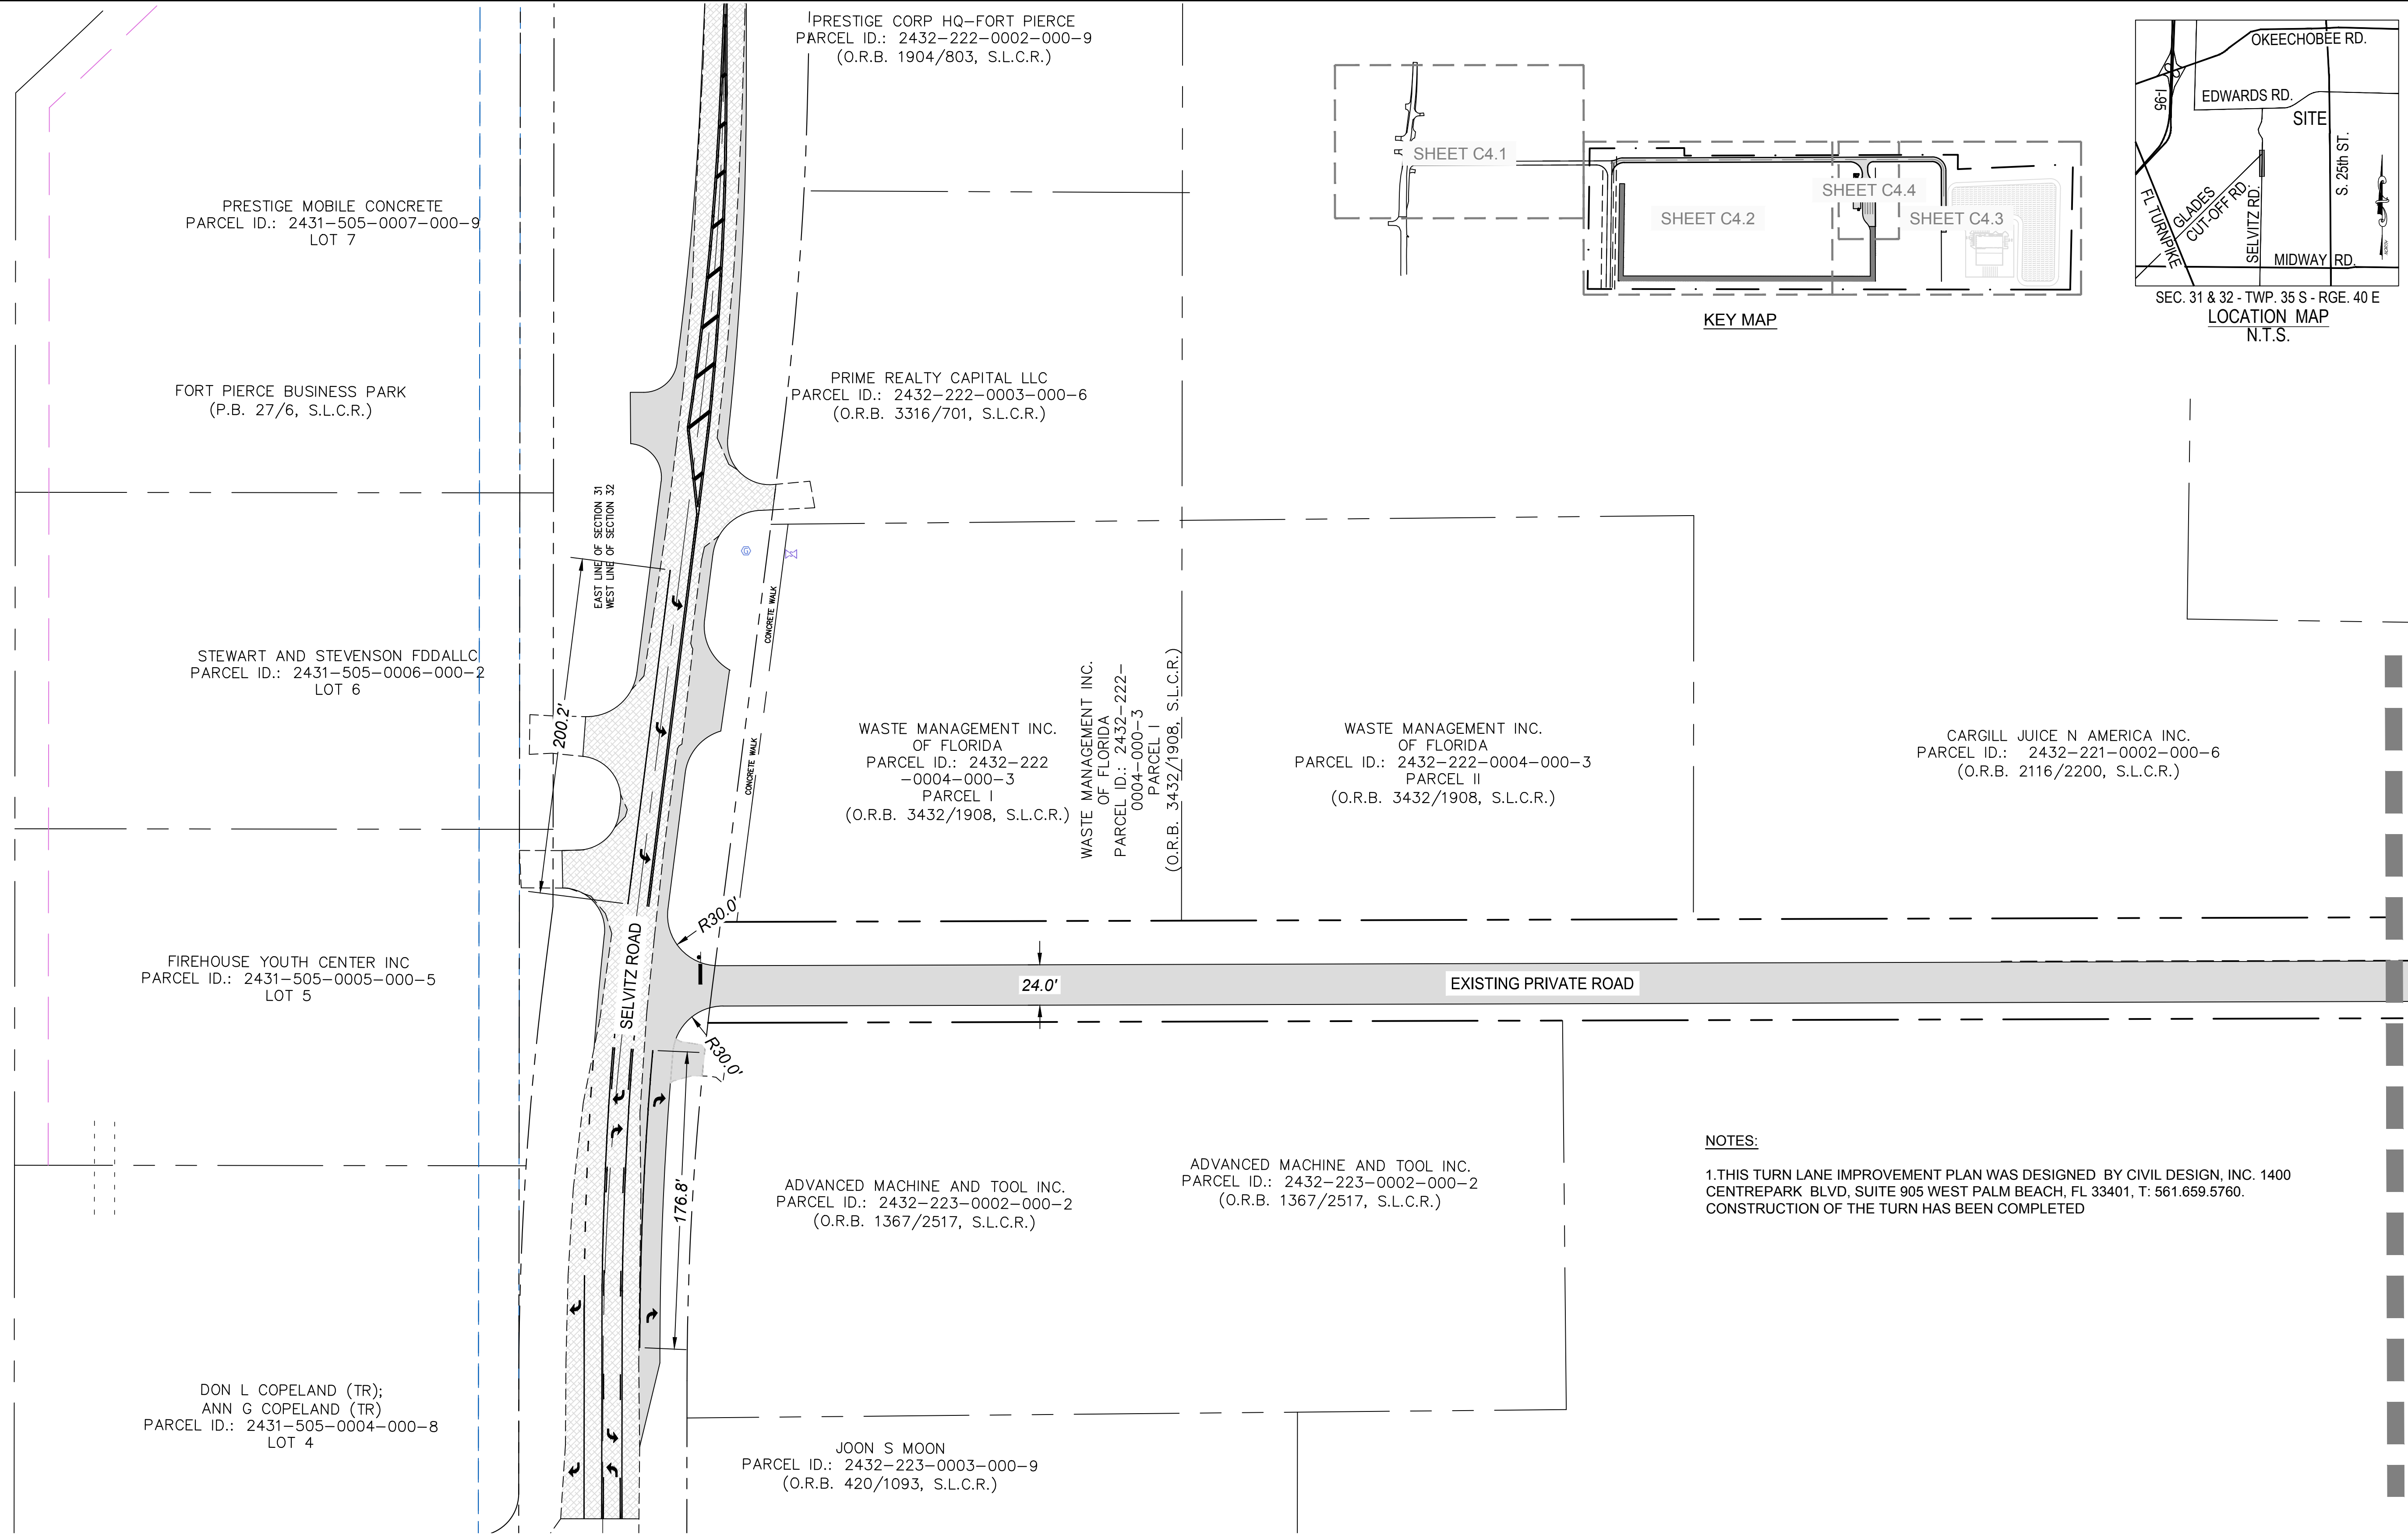 PRESTIGE CORP HQ-FORT PIERCE
PARCEL ID.: 2432-222-0002-000-9
(O.R.B. 1904/803, S.L.C.R.)
SHEET C4.1
SHEET C4.2
SHEET C4.4
SHEET C4.3
KEY MAP
OKEECHOBEE RD.
I-95
EDWARDS RD.
SITE
S. 25th ST.
FL TURNPIKE
GLADES
CUT-OFF RD.
SELVITZ RD.
MIDWAY RD.
NORTH
SEC. 31 & 32 - TWP. 35 S - RGE. 40 E
LOCATION MAP
N.T.S.
PRESTIGE MOBILE CONCRETE
PARCEL ID.: 2431-505-0007-000-9
LOT 7
FORT PIERCE BUSINESS PARK
(P.B. 27/6, S.L.C.R.)
PRIME REALTY CAPITAL LLC
PARCEL ID.: 2432-222-0003-000-6
(O.R.B. 3316/701, S.L.C.R.)
EAST LINE OF SECTION 31
WEST LINE OF SECTION 32
CONCRETE WALK
CONCRETE WALK
STEWART AND STEVENSON FDDALLC
PARCEL ID.: 2431-505-0006-000-2
LOT 6
200.2'
WASTE MANAGEMENT INC.
OF FLORIDA
PARCEL ID.: 2432-222
-0004-000-3
PARCEL I
(O.R.B. 3432/1908, S.L.C.R.)
WASTE MANAGEMENT INC.
OF FLORIDA
PARCEL ID.: 2432-222-
0004-000-3
PARCEL I
(O.R.B. 3432/1908, S.L.C.R.)
WASTE MANAGEMENT INC.
OF FLORIDA
PARCEL ID.: 2432-222-0004-000-3
PARCEL II
(O.R.B. 3432/1908, S.L.C.R.)
CARGILL JUICE N AMERICA INC.
PARCEL ID.: 2432-221-0002-000-6
(O.R.B. 2116/2200, S.L.C.R.)
R30.0'
SELVITZ ROAD
24.0'
EXISTING PRIVATE ROAD
R30.0'
FIREHOUSE YOUTH CENTER INC
PARCEL ID.: 2431-505-0005-000-5
LOT 5
176.8'
ADVANCED MACHINE AND TOOL INC.
PARCEL ID.: 2432-223-0002-000-2
(O.R.B. 1367/2517, S.L.C.R.)
ADVANCED MACHINE AND TOOL INC.
PARCEL ID.: 2432-223-0002-000-2
(O.R.B. 1367/2517, S.L.C.R.)
NOTES:
1.THIS TURN LANE IMPROVEMENT PLAN WAS DESIGNED BY CIVIL DESIGN, INC. 1400
CENTREPARK BLVD, SUITE 905 WEST PALM BEACH, FL 33401, T: 561.659.5760.
CONSTRUCTION OF THE TURN HAS BEEN COMPLETED
DON L COPELAND (TR);
ANN G COPELAND (TR)
PARCEL ID.: 2431-505-0004-000-8
LOT 4
JOON S MOON
PARCEL ID.: 2432-223-0003-000-9
(O.R.B. 420/1093, S.L.C.R.)